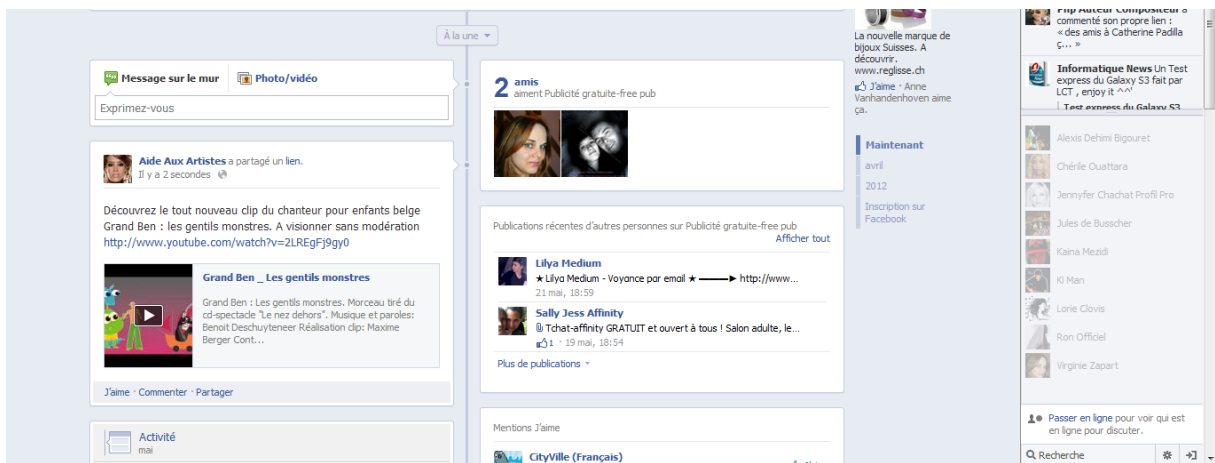 À la une
Message sur le mur
Photo/vidéo
Exprimez-vous
Aide Aux Artistes a partagé un lien.
Il y a 2 secondes
Découvrez le tout nouveau clip du chanteur pour enfants belge
Grand Ben : les gentils monstres. A visionner sans modération
http://www.youtube.com/watch?v=2LREgFj9gy0
Grand Ben _ Les gentils monstres
Grand Ben : Les gentils monstres. Morceau tiré du
cd-spectacle "Le nez dehors". Musique et paroles:
Benoit Deschuyteneer Réalisation clip: Maxime
Berger Cont...
J'aime · Commenter · Partager
Activité
mai
2 amis
aiment Publicité gratuite-free pub
Publications récentes d'autres personnes sur Publicité gratuite-free pub
Afficher tout
Lilya Medium
★ Lilya Medium - Voyance par email ★ ———► http://www...
21 mai, 18:59
Sally Jess Affinity
Tchat-affinity GRATUIT et ouvert à tous ! Salon adulte, le...
1 · 19 mai, 18:54
Plus de publications
Mentions J'aime
CityVille (Français)
La nouvelle marque de
bijoux Suisses. A
découvrir.
www.reglisse.ch
J'aime · Anne
Vanhandenhoven aime
ça.
Maintenant
avril
2012
Inscription sur
Facebook
Auteur Compositeur a
commenté son propre lien :
« des amis à Catherine Padilla
ç... »
Informatique News Un Test
express du Galaxy S3 fait par
LCT , enjoy it ^^'
Test express du Galaxy S3
Alexis Dehimi Bigouret
Chérile Ouattara
Jennyfer Chachat Profil Pro
Jules de Busscher
Kaina Mezidi
Ki Man
Lorie Clovis
Ron Officiel
Virginie Zapart
Passer en ligne pour voir qui est
en ligne pour discuter.
Recherche